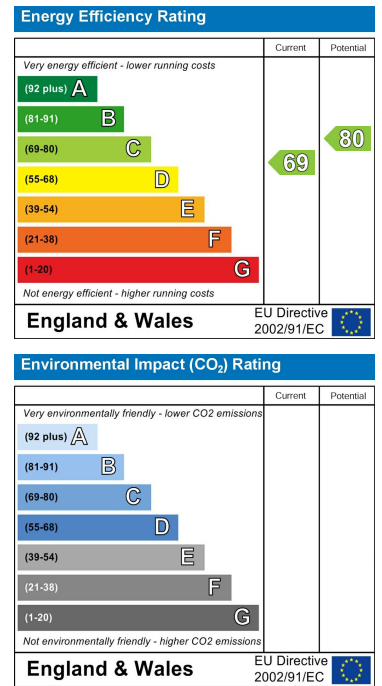 Energy Efficiency Rating
Current Potential
Very energy efficient - lower running costs
(92 plus) A
(81-91) B
(69-80) C
(55-68) D
(39-54) E
(21-38) F
(1-20) G
69
80
Not energy efficient - higher running costs
England & Wales
EU Directive
2002/91/EC
Environmental Impact (CO₂) Rating
Current Potential
Very environmentally friendly - lower CO2 emissions
(92 plus) A
(81-91) B
(69-80) C
(55-68) D
(39-54) E
(21-38) F
(1-20) G
Not environmentally friendly - higher CO2 emissions
England & Wales
EU Directive
2002/91/EC